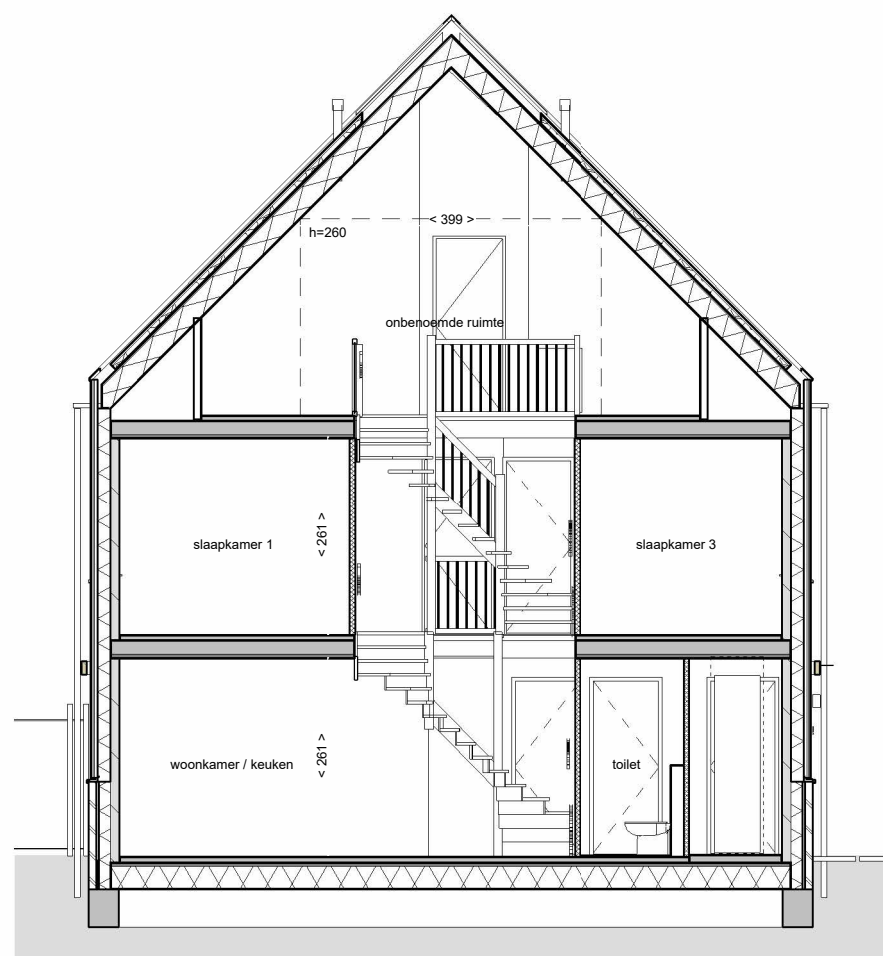 < 399 >
h=260
onbenoemde ruimte
slaapkamer 1
< 261 >
slaapkamer 3
woonkamer / keuken
< 261 >
toilet